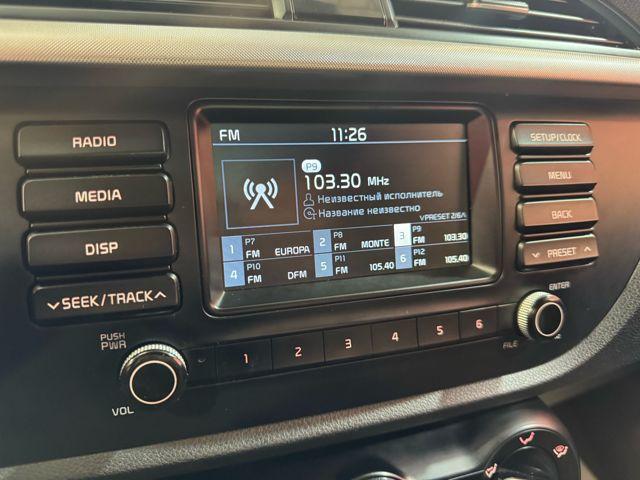 FM 11:26
RADIO
MEDIA
DISP
SEEK/TRACK
PUSH
PWR
VOL
P9
103.30 MHz
Неизвестный исполнитель
Название неизвестно
PRESET 2/6
1 P7 FM EUROPA
2 P8 FM MONTE
3 P9 FM 103.30
4 P10 FM DFM
5 P11 FM 105.40
6 P12 FM 105.40
SETUP/CLOCK
MENU
BACK
PRESET
ENTER
FILE
1 2 3 4 5 6